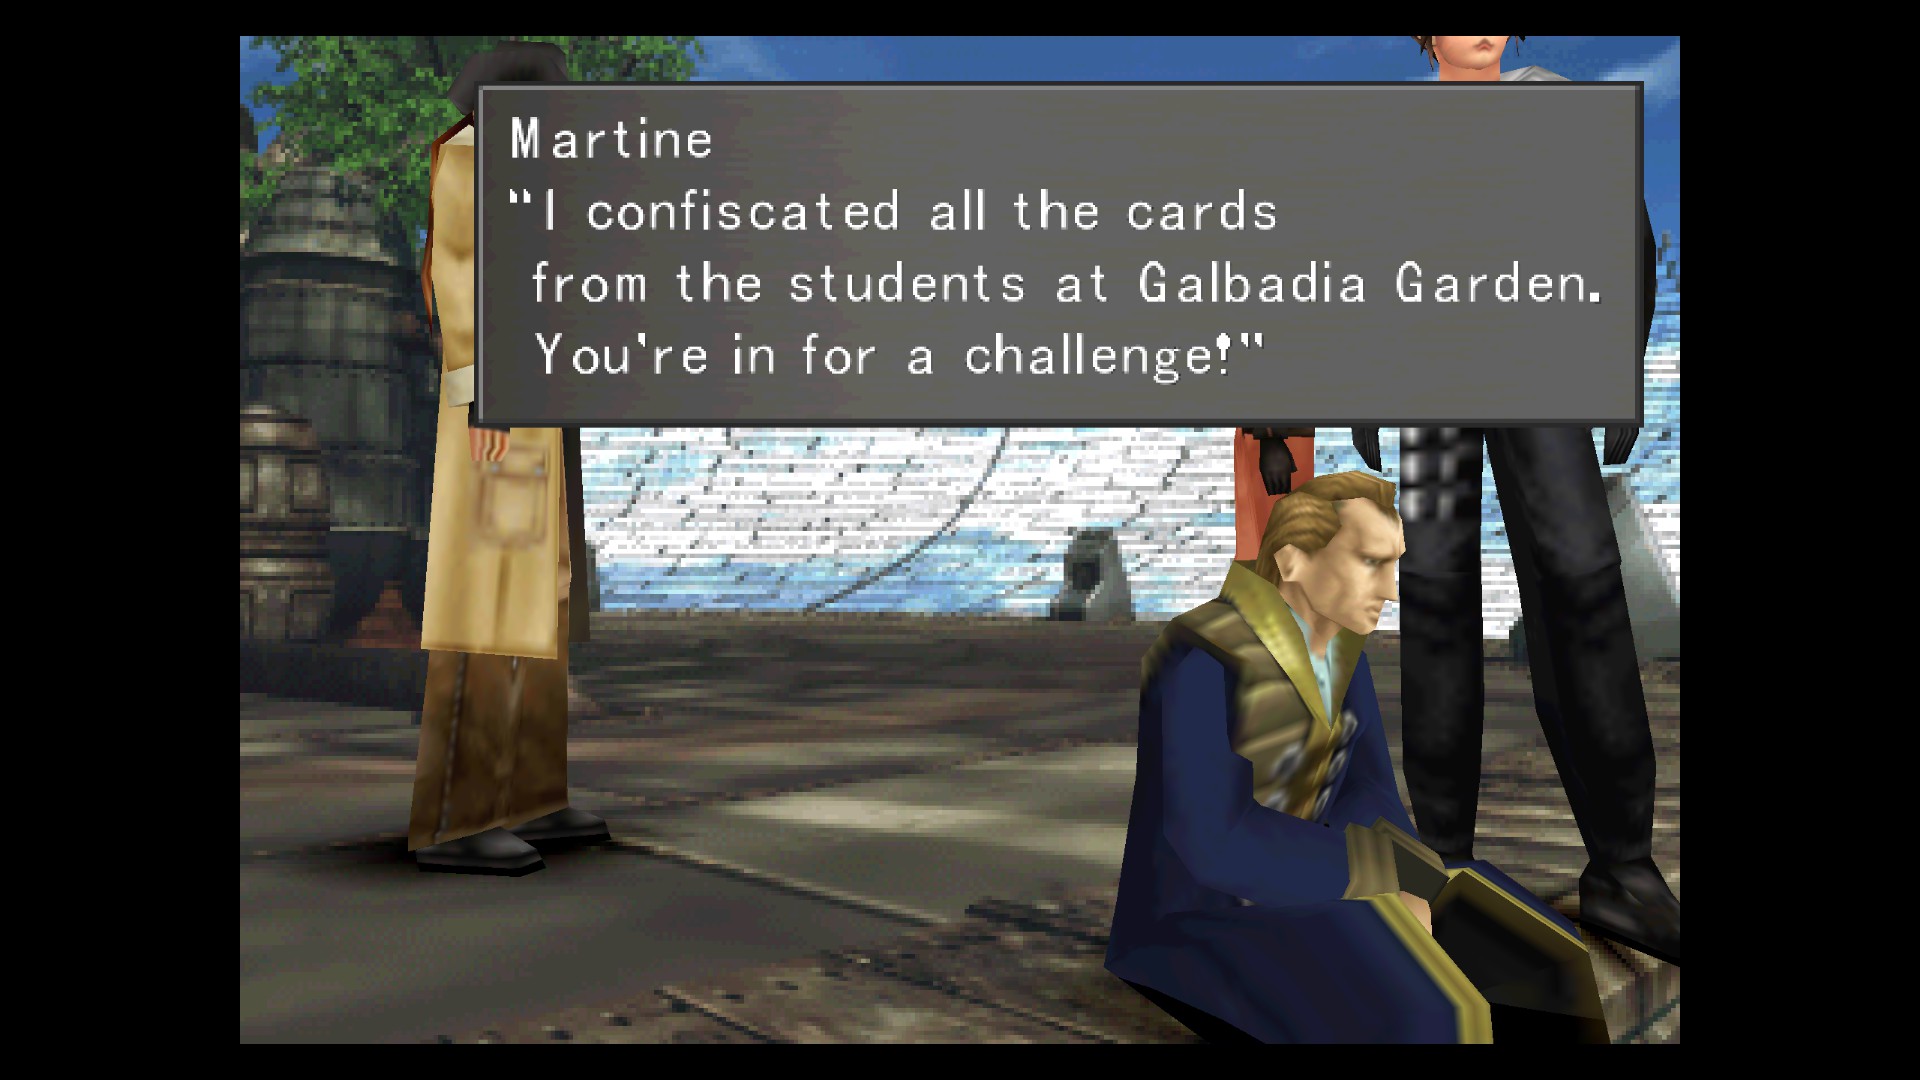 Martine
“I confiscated all the cards
from the students at Galbadia Garden.
You're in for a challenge!”